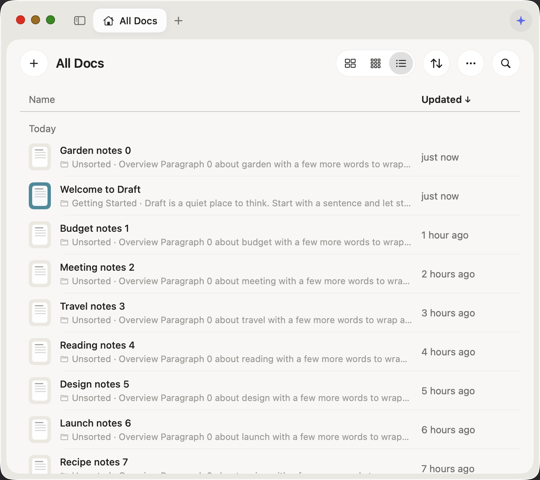 All Docs
All Docs
Name
Updated ↓
Today
Garden notes 0
Unsorted · Overview Paragraph 0 about garden with a few more words to wrap...
just now
Welcome to Draft
Getting Started · Draft is a quiet place to think. Start with a sentence and let st...
just now
Budget notes 1
Unsorted · Overview Paragraph 0 about budget with a few more words to wrap...
1 hour ago
Meeting notes 2
Unsorted · Overview Paragraph 0 about meeting with a few more words to wra...
2 hours ago
Travel notes 3
Unsorted · Overview Paragraph 0 about travel with a few more words to wrap a...
3 hours ago
Reading notes 4
Unsorted · Overview Paragraph 0 about reading with a few more words to wra...
4 hours ago
Design notes 5
Unsorted · Overview Paragraph 0 about design with a few more words to wrap...
5 hours ago
Launch notes 6
Unsorted · Overview Paragraph 0 about launch with a few more words to wrap...
6 hours ago
Recipe notes 7
7 hours ago